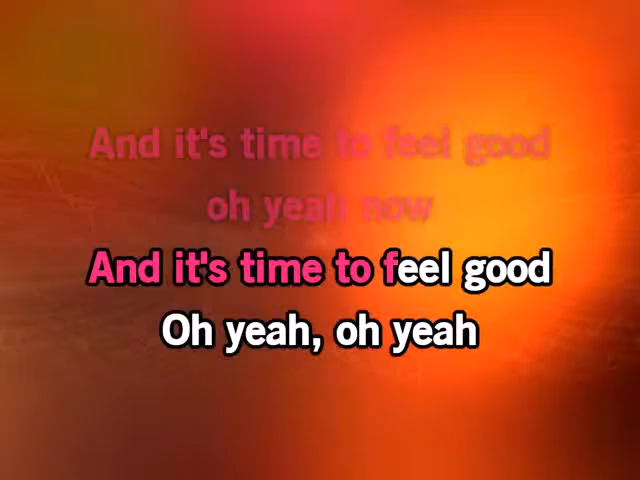 And it's time to feel good
oh yeah now
And it's time to feel good
Oh yeah, oh yeah